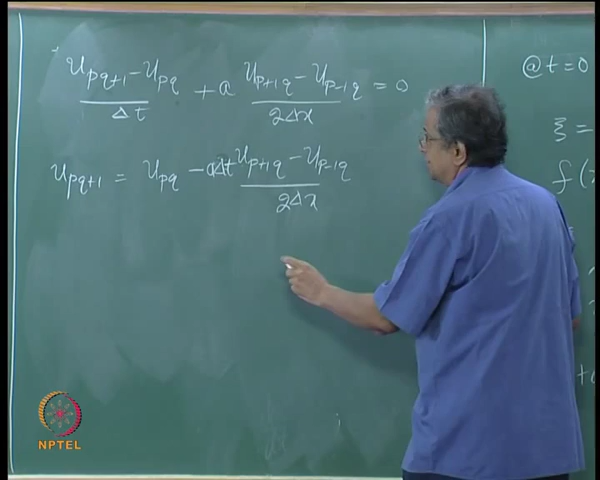 u_{pq+1} - u_{pq} / Δt + a u_{p+1q} - u_{p-1q} / 2Δx = 0
u_{pq+1} = u_{pq} - aΔt u_{p+1q} - u_{p-1q} / 2Δx
@ t = 0
ξ =
f(
NPTEL